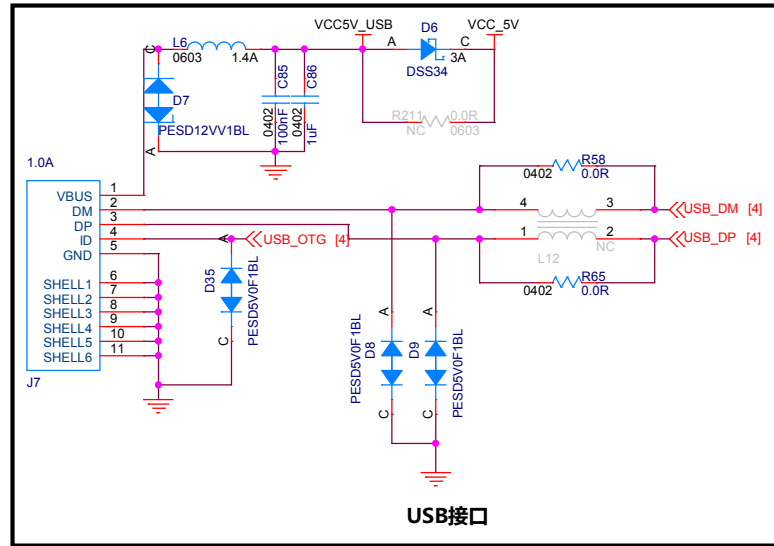 VCC5V_USB
D6
VCC_5V
C
L6
A
C
0603
1.4A
DSS34
3A
C85
C86
D7
0402
100nF
0402
1uF
R211
0.0R
NC
0603
PESD12VV1BL
A
1.0A
0402
R58
0.0R
VBUS
1
DM
2
4
3
USB_DM [4]
DP
3
ID
4
A
USB_OTG [4]
1
2
USB_DP [4]
GND
5
L12
NC
SHELL1
6
D35
R65
SHELL2
7
0402
0.0R
SHELL3
8
SHELL4
9
SHELL5
10
SHELL6
11
PESD5V0F1BL
C
J7
A
A
D8
D9
PESD5V0F1BL
PESD5V0F1BL
C
C
USB接口